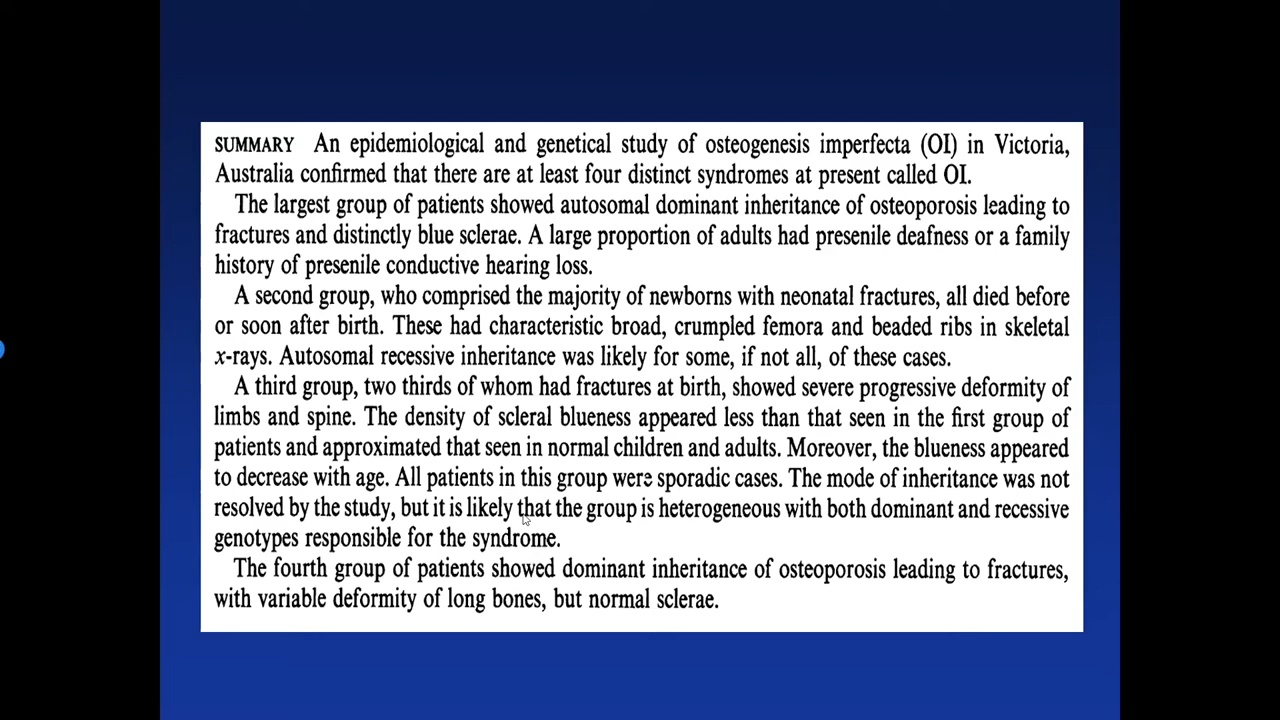 SUMMARY An epidemiological and genetical study of osteogenesis imperfecta (OI) in Victoria,
Australia confirmed that there are at least four distinct syndromes at present called OI.
The largest group of patients showed autosomal dominant inheritance of osteoporosis leading to
fractures and distinctly blue sclerae. A large proportion of adults had presenile deafness or a family
history of presenile conductive hearing loss.
A second group, who comprised the majority of newborns with neonatal fractures, all died before
or soon after birth. These had characteristic broad, crumpled femora and beaded ribs in skeletal
x-rays. Autosomal recessive inheritance was likely for some, if not all, of these cases.
A third group, two thirds of whom had fractures at birth, showed severe progressive deformity of
limbs and spine. The density of scleral blueness appeared less than that seen in the first group of
patients and approximated that seen in normal children and adults. Moreover, the blueness appeared
to decrease with age. All patients in this group were sporadic cases. The mode of inheritance was not
resolved by the study, but it is likely that the group is heterogeneous with both dominant and recessive
genotypes responsible for the syndrome.
The fourth group of patients showed dominant inheritance of osteoporosis leading to fractures,
with variable deformity of long bones, but normal sclerae.